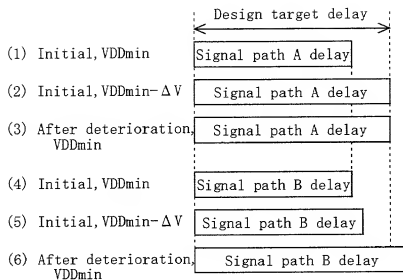 Design target delay
(1) Initial, VDDmin Signal path A delay
(2) Initial, VDDmin-ΔV Signal path A delay
(3) After deterioration, Signal path A delay
VDDmin
(4) Initial, VDDmin Signal path B delay
(5) Initial, VDDmin-ΔV Signal path B delay
(6) After deterioration, Signal path B delay
VDDmin